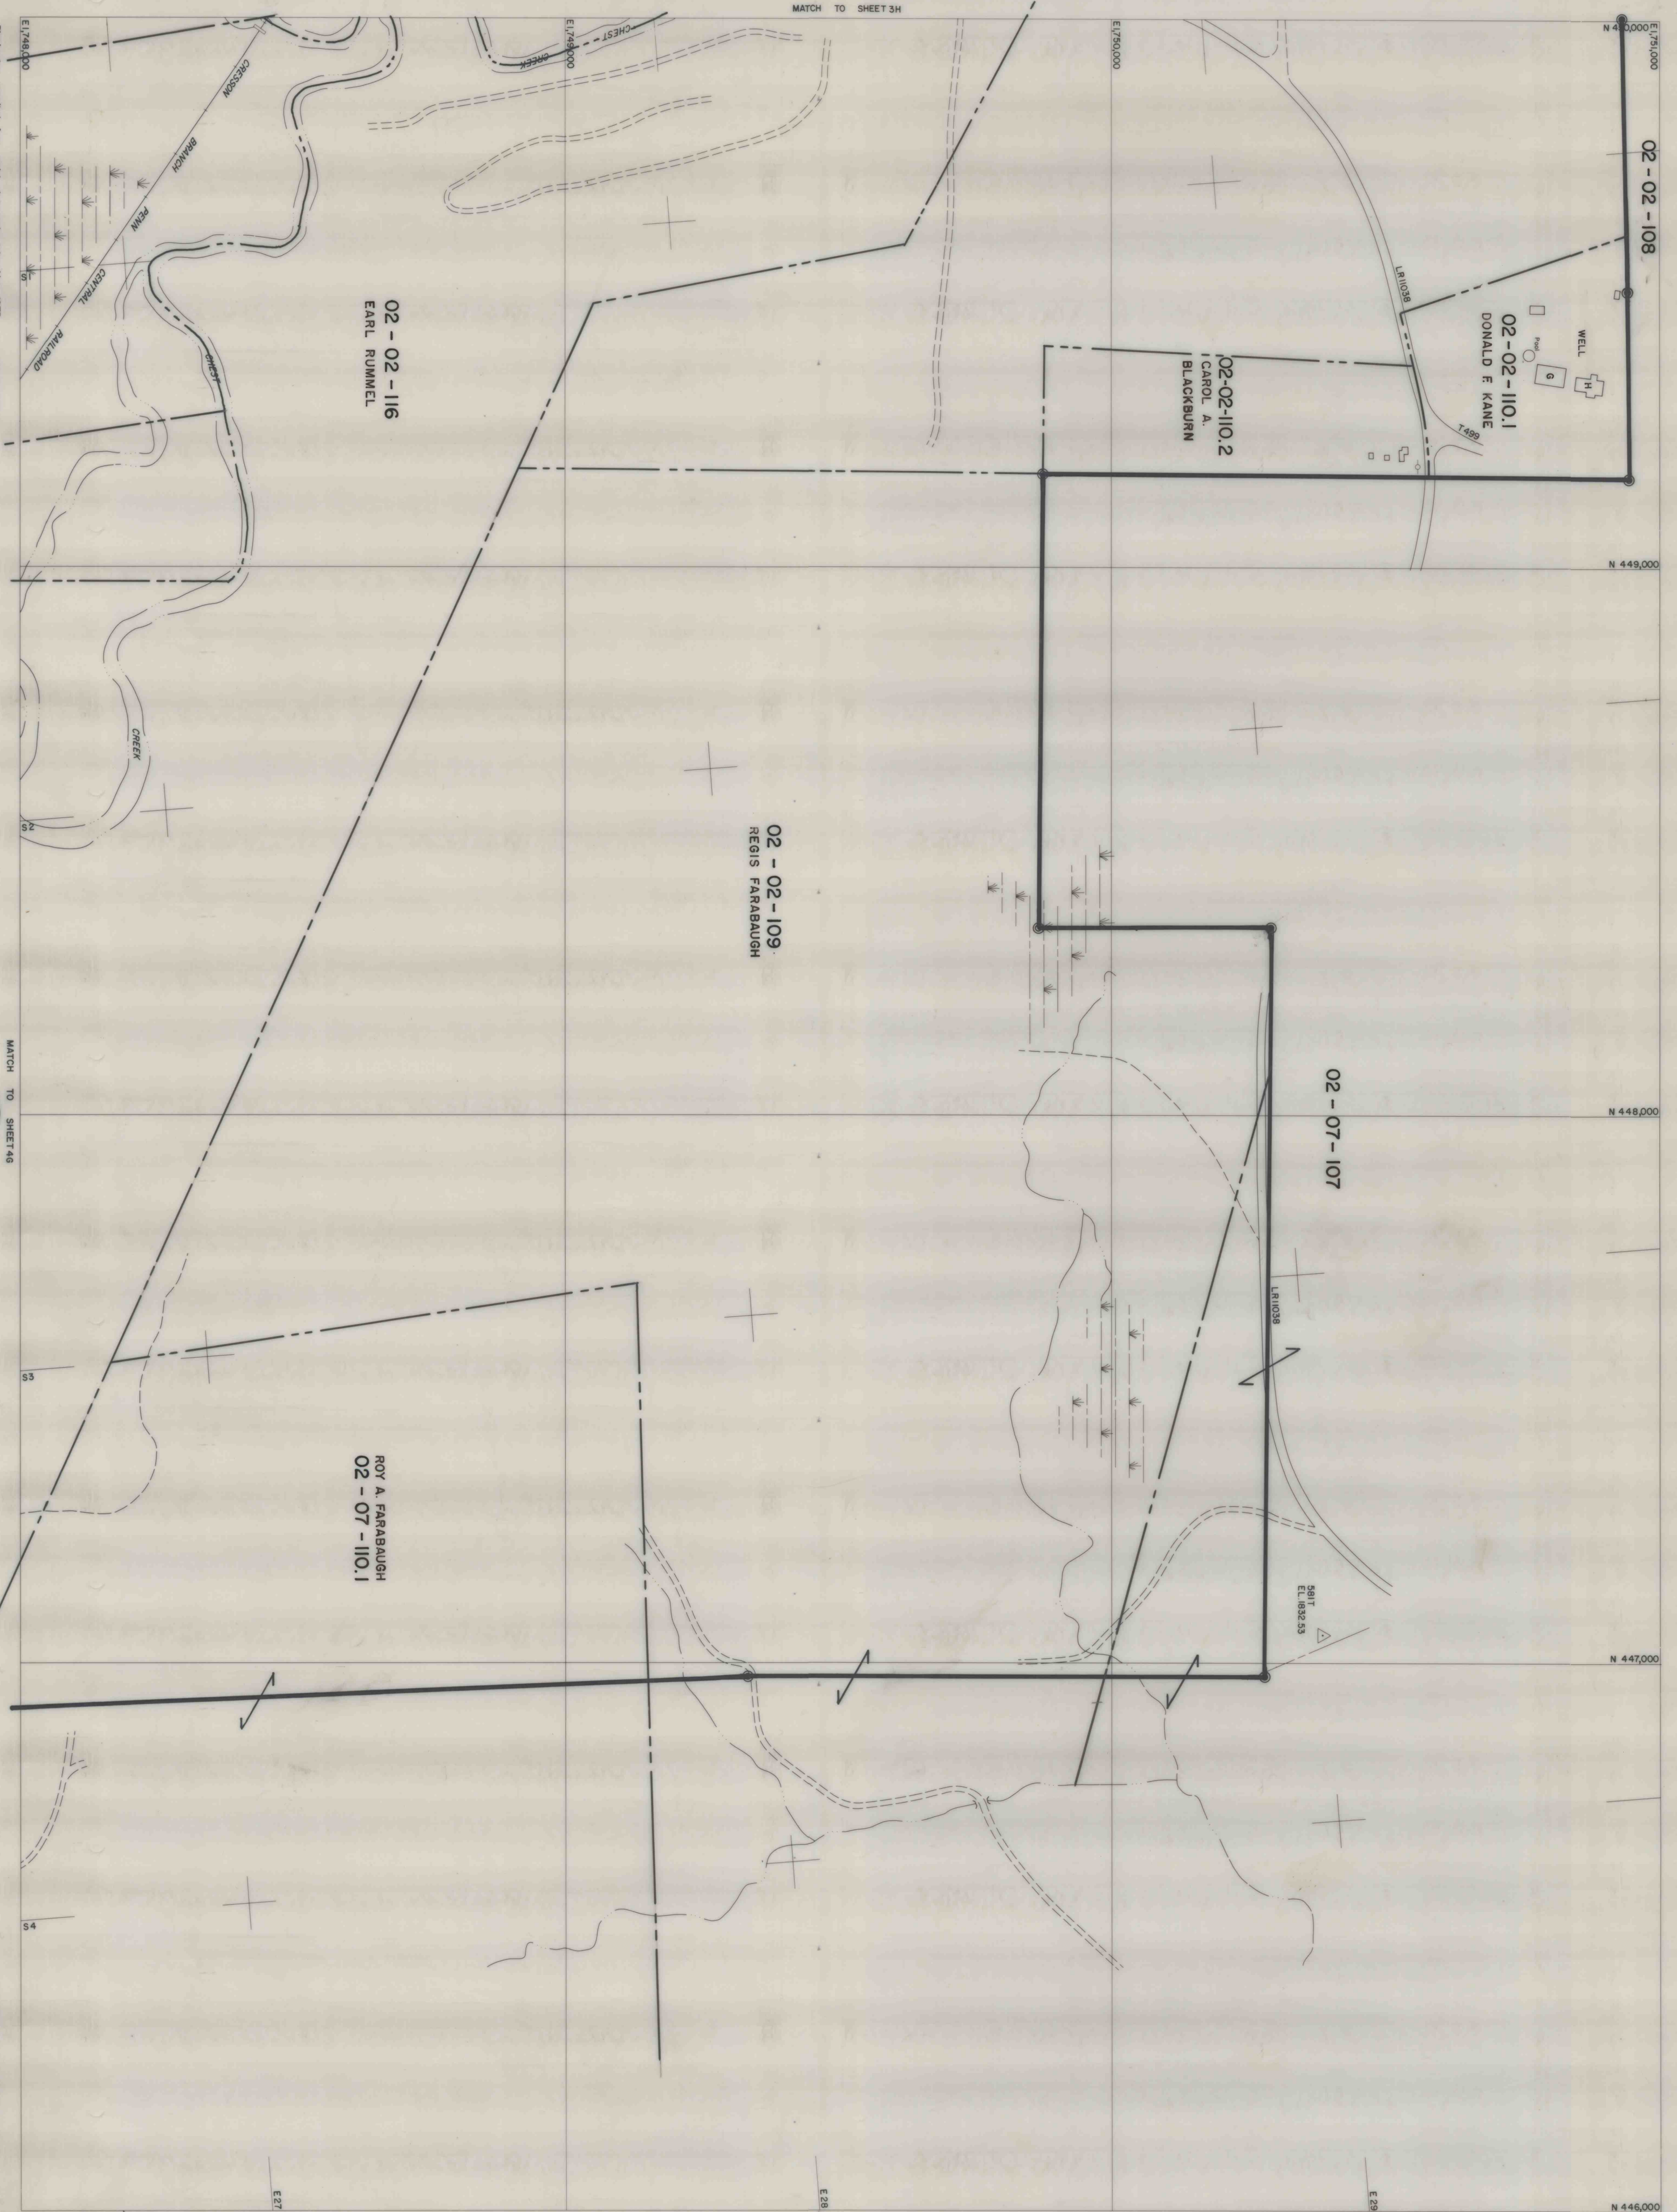 MATCH TO SHEET 3H
E1,748,000
E1,749,000
E1,750,000
E1,751,000
CHEST
CREEK
CRESSON
BRANCH
PENN
CENTRAL
RAILROAD
CHEST
CREEK
02-02-108
LR11038
02-02-110.1
DONALD F. KANE
WELL
Pool
G
H
T499
02-02-110.2
CAROL A.
BLACKBURN
02-02-116
EARL RUMMEL
N 449,000
02-02-109
REGIS FARABAUGH
02-07-107
N 448,000
LR11038
MATCH TO SHEET 4G
ROY A. FARABAUGH
02-07-110.1
581T
EL. 1832.53
N 447,000
S1
S2
S3
S4
E27
E28
E29
N 446,000